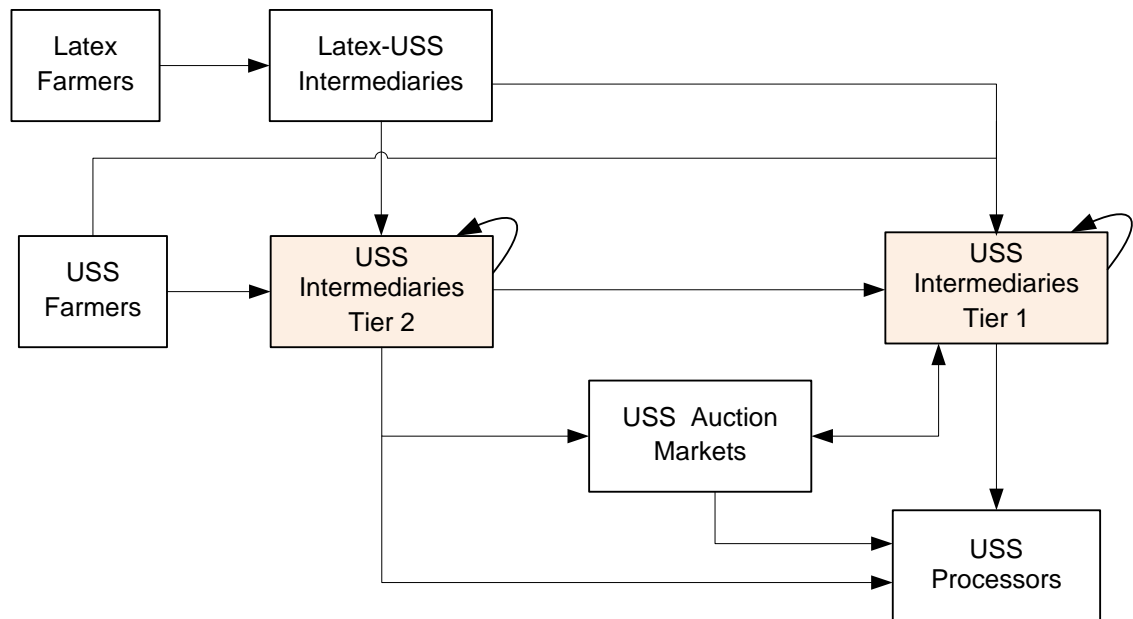 Latex
Farmers
Latex-USS
Intermediaries
USS
Farmers
USS
Intermediaries
Tier 2
USS
Intermediaries
Tier 1
USS Auction
Markets
USS
Processors